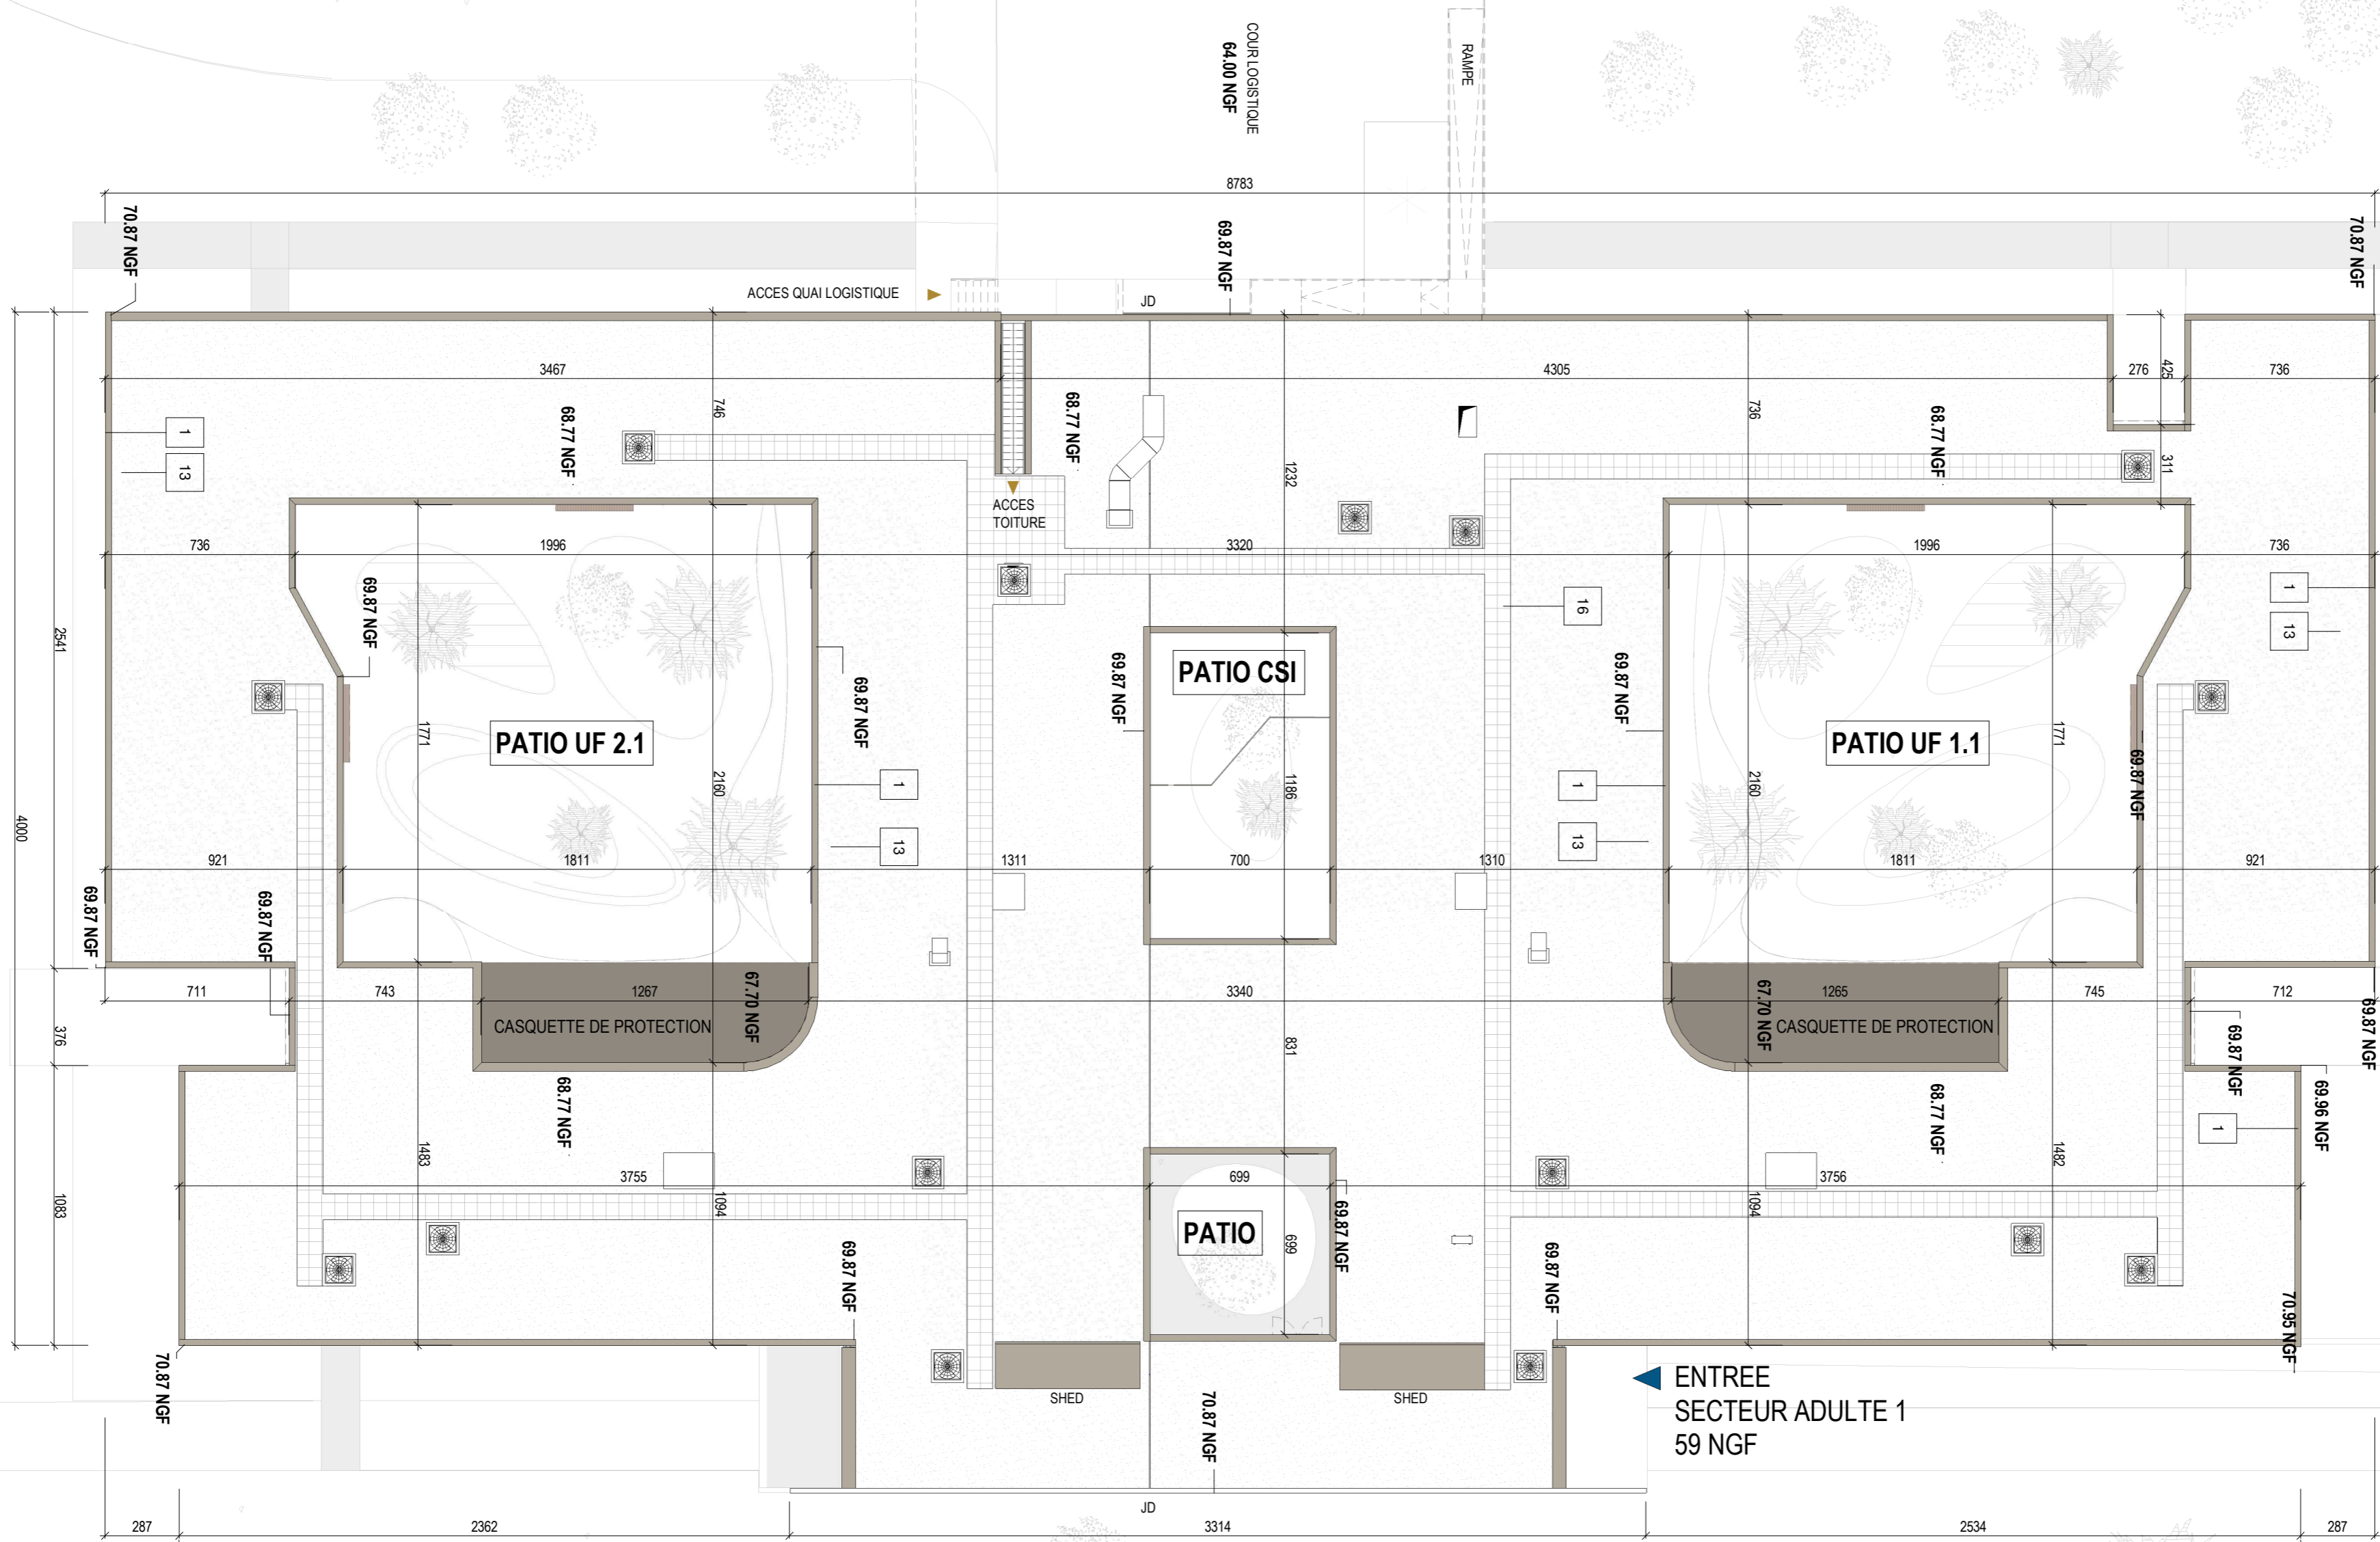 COUR LOGISTIQUE
64.00 NGF
RAMPE
8783
70.87 NGF
69.87 NGF
70.87 NGF
ACCES QUAI LOGISTIQUE
JD
3467
4305
276
425
736
746
736
1
13
68.77 NGF
68.77 NGF
68.77 NGF
1232
311
ACCES
TOITURE
736
1996
3320
1996
736
69.87 NGF
16
1
13
2541
69.87 NGF
69.87 NGF
PATIO CSI
69.87 NGF
PATIO UF 2.1
1771
2160
1
13
1186
1
13
2160
PATIO UF 1.1
1771
69.87 NGF
4000
921
1811
1311
700
1310
1811
921
69.87 NGF
69.87 NGF
711
743
1267
67.70 NGF
3340
67.70 NGF
1265
745
712
69.87 NGF
CASQUETTE DE PROTECTION
CASQUETTE DE PROTECTION
376
831
69.87 NGF
68.77 NGF
68.77 NGF
69.96 NGF
1
1483
1482
3755
699
3756
1083
1094
1094
69.87 NGF
PATIO
699
69.87 NGF
69.87 NGF
70.95 NGF
70.87 NGF
SHED
SHED
70.87 NGF
ENTREE
SECTEUR ADULTE 1
59 NGF
JD
287
2362
3314
2534
287